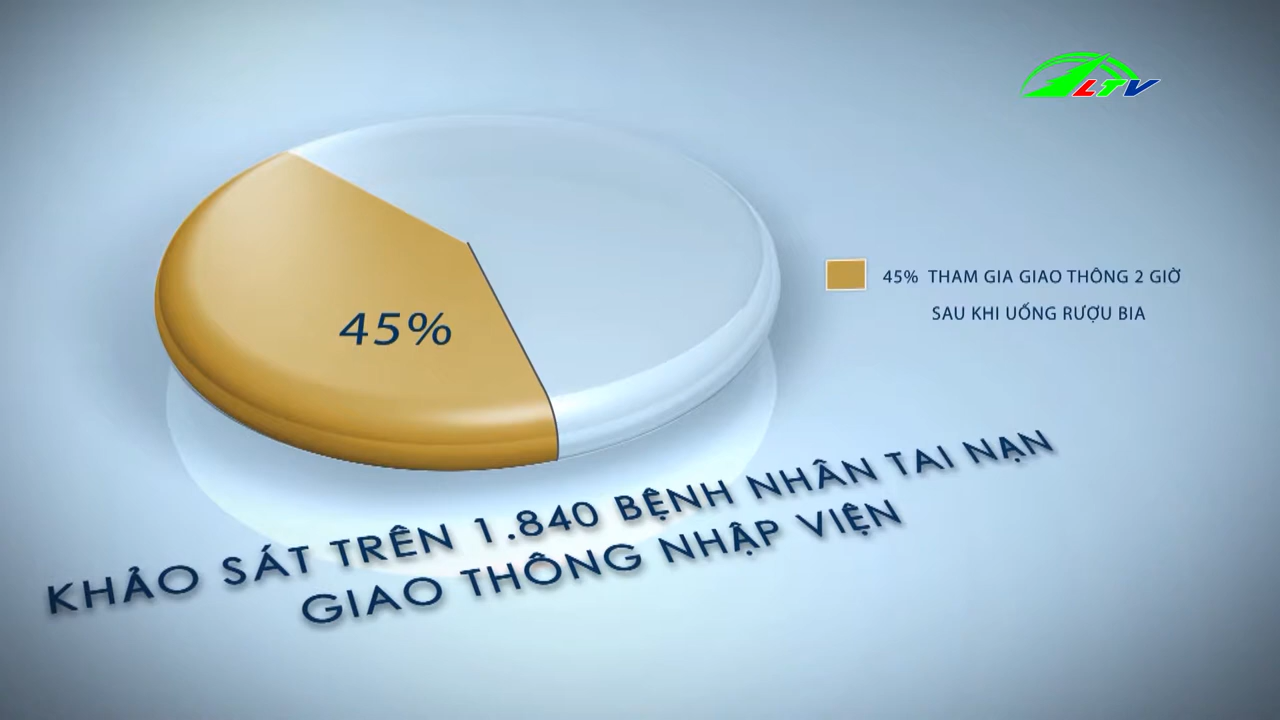 LTV
45%
45% THAM GIA GIAO THÔNG 2 GIỜ
SAU KHI UỐNG RƯỢU BIA
KHẢO SÁT TRÊN 1.840 BỆNH NHÂN TAI NẠN
GIAO THÔNG NHẬP VIỆN